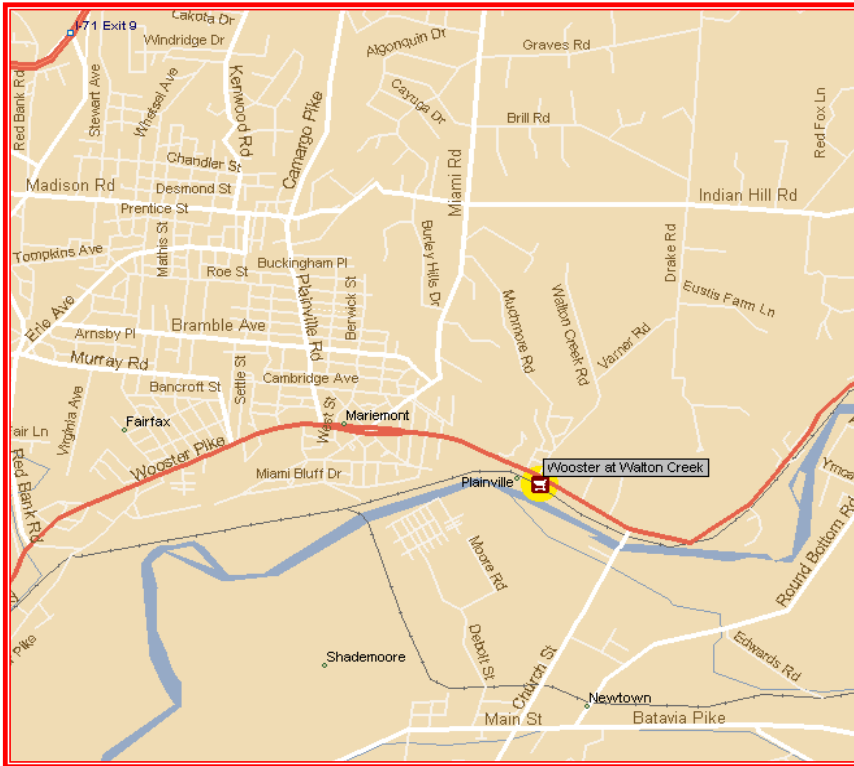 I-71 Exit 9
Cakota Dr
Windridge Dr
Algonquin Dr
Graves Rd
Red Bank Rd
Stewart Ave
Whetsel Ave
Kenwood Rd
Camargo Pike
Cayuga Dr
Brill Rd
Red Fox Ln
Chandler St
Madison Rd
Desmond St
Prentice St
Miami Rd
Indian Hill Rd
Mathis St
Tompkins Ave
Roe St
Buckingham Pl
Plainville Rd
Berwick St
Burley Hills Dr
Drake Rd
Erie Ave
Arnsby Pl
Bramble Ave
Muchmore Rd
Walton Creek Rd
Eustis Farm Ln
Varner Rd
Murray Rd
Bancroft St
Settle St
Cambridge Ave
Virginia Ave
Fairfax
West St
Mariemont
air Ln
Wooster Pike
Miami Bluff Dr
Wooster at Walton Creek
Plainville
Red Bank Rd
Ymca
Moore Rd
Round Bottom Rd
Pike
Shademoore
Debolt St
Church St
Edwards Rd
Newtown
Main St
Batavia Pike